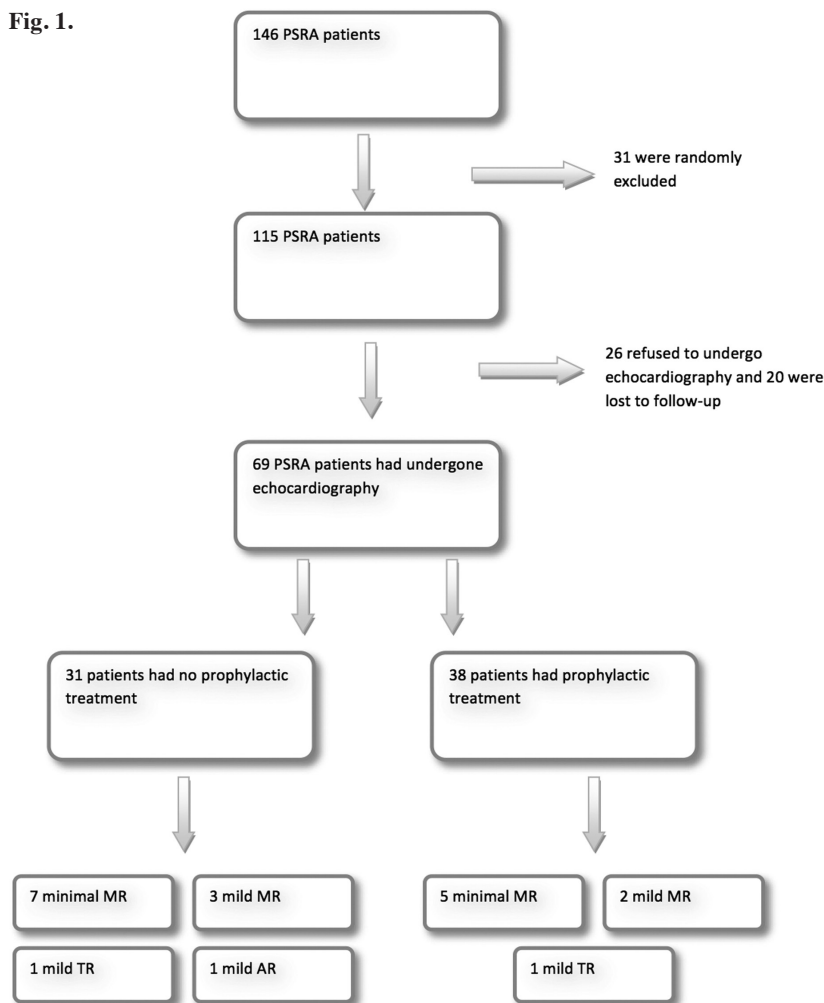 Fig. 1.
146 PSRA patients
31 were randomly
excluded
115 PSRA patients
26 refused to undergo
echocardiography and 20 were
lost to follow-up
69 PSRA patients had undergone
echocardiography
31 patients had no prophylactic
treatment
38 patients had prophylactic
treatment
7 minimal MR
3 mild MR
1 mild TR
1 mild AR
5 minimal MR
2 mild MR
1 mild TR